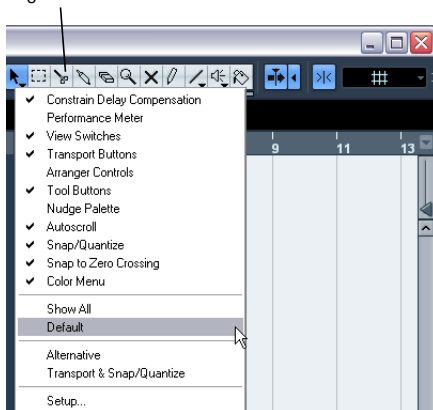 Constrain Delay Compensation
Performance Meter
View Switches
Transport Buttons
9 11 13
Arranger Controls
Tool Buttons
Nudge Palette
Autoscroll
Snap/Quantize
Snap to Zero Crossing
Color Menu
Show All
Default
Alternative
Transport & Snap/Quantize
Setup...